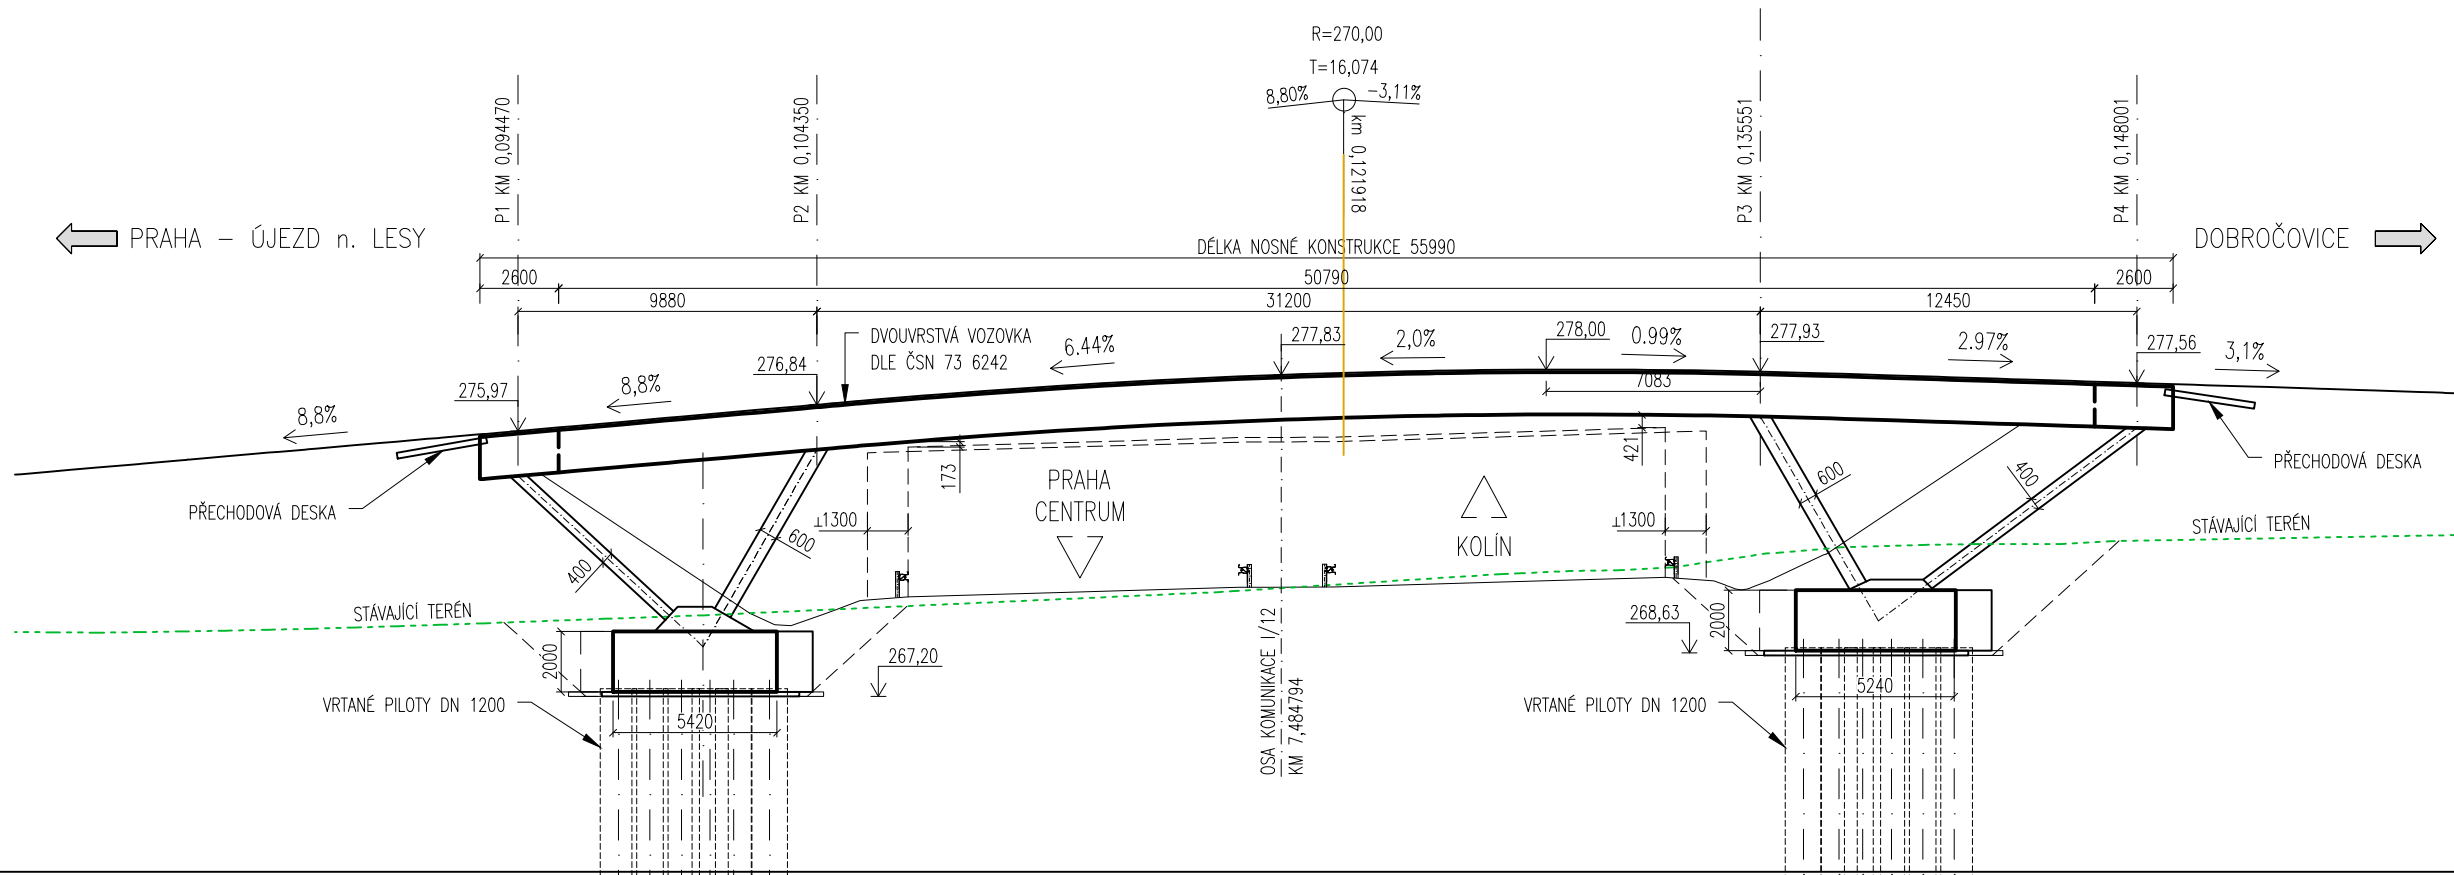 R=270,00
T=16,074
8,80%
-3,11%
km 0,121918
P1 KM 0,094470
P2 KM 0,104350
P3 KM 0,135551
P4 KM 0,148001
PRAHA - ÚJEZD n. LESY
DOBROČOVICE
DÉLKA NOSNÉ KONSTRUKCE 55990
2600
50790
2600
9880
31200
12450
DVOUVRSTVÁ VOZOVKA
DLE ČSN 73 6242
6.44%
277,83
2,0%
278,00
0.99%
277,93
2.97%
277,56
3,1%
276,84
275,97
8,8%
8,8%
7083
173
421
PŘECHODOVÁ DESKA
PŘECHODOVÁ DESKA
PRAHA
CENTRUM
KOLÍN
⊥1300
⊥1300
600
400
600
400
STÁVAJÍCÍ TERÉN
STÁVAJÍCÍ TERÉN
2000
267,20
268,63
2000
OSA KOMUNIKACE I/12
KM 7,484794
VRTANÉ PILOTY DN 1200
5420
VRTANÉ PILOTY DN 1200
5240